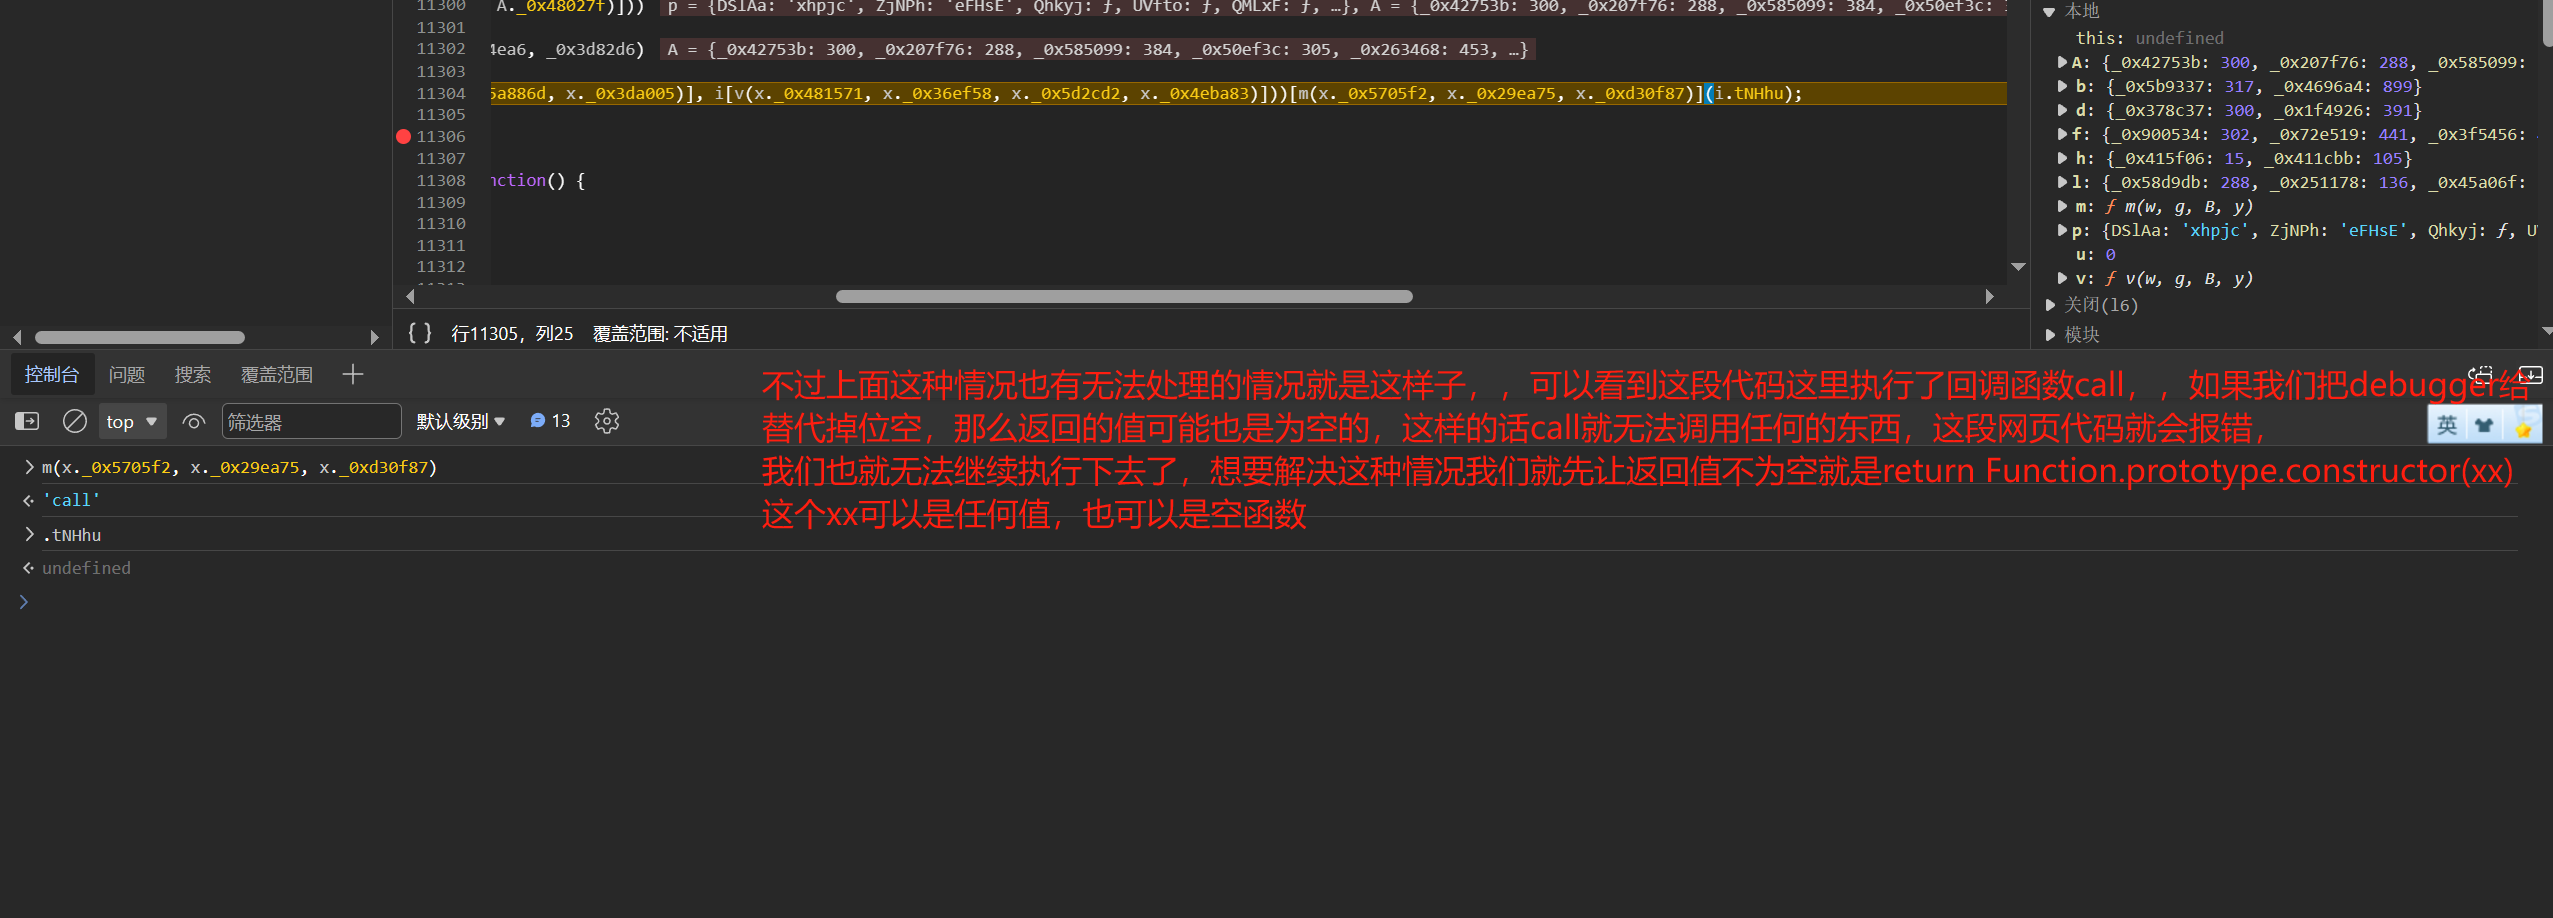 11300 A._0x48027f)])) p = {DSlAa: 'xhpjc', ZjNPh: 'eFHsE', Qhkyj: ƒ, UVfto: ƒ, QMLxF: ƒ, …}, A = {_0x42753b: 300, _0x207f76: 288, _0x585099: 384, _0x50ef3c:
11301
11302 4ea6, _0x3d82d6) A = {_0x42753b: 300, _0x207f76: 288, _0x585099: 384, _0x50ef3c: 305, _0x263468: 453, …}
11303
11304 5a886d, x._0x3da005)], i[v(x._0x481571, x._0x36ef58, x._0x5d2cd2, x._0x4eba83)]))[m(x._0x5705f2, x._0x29ea75, x._0xd30f87)](i.tNHhu);
11305
11306
11307
11308 nction() {
11309
11310
11311
11312
本地
this: undefined
A: {_0x42753b: 300, _0x207f76: 288, _0x585099:
b: {_0x5b9337: 317, _0x4696a4: 899}
d: {_0x378c37: 300, _0x1f4926: 391}
f: {_0x900534: 302, _0x72e519: 441, _0x3f5456:
h: {_0x415f06: 15, _0x411cbb: 105}
l: {_0x58d9db: 288, _0x251178: 136, _0x45a06f:
m: ƒ m(w, g, B, y)
p: {DSlAa: 'xhpjc', ZjNPh: 'eFHsE', Qhkyj: ƒ, U
u: 0
v: ƒ v(w, g, B, y)
关闭(l6)
模块
{ } 行11305，列25 覆盖范围: 不适用
控制台 问题 搜索 覆盖范围
top 筛选器 默认级别 13
英
不过上面这种情况也有无法处理的情况就是这样子，，可以看到这段代码这里执行了回调函数call，，如果我们把debugger给
替代掉位空，那么返回的值可能也是为空的，这样的话call就无法调用任何的东西，这段网页代码就会报错，
我们也就无法继续执行下去了，想要解决这种情况我们就先让返回值不为空就是return Function.prototype.constructor(xx)
这个xx可以是任何值，也可以是空函数
m(x._0x5705f2, x._0x29ea75, x._0xd30f87)
'call'
.tNHhu
undefined